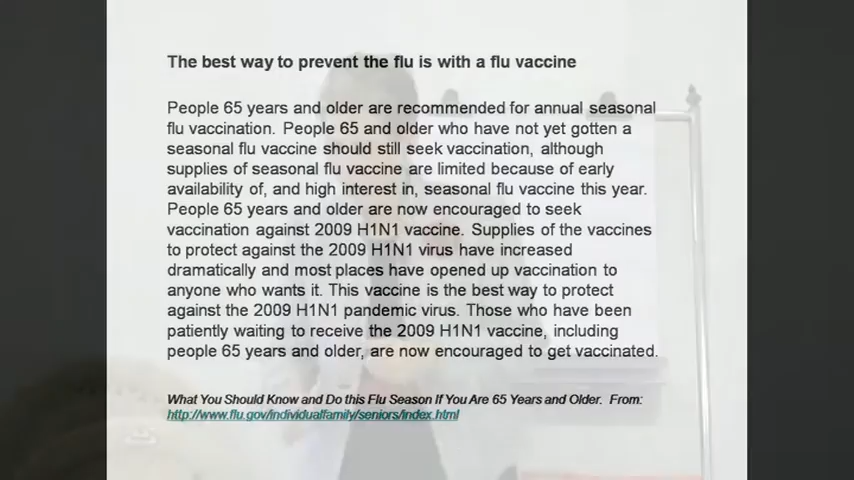 The best way to prevent the flu is with a flu vaccine
People 65 years and older are recommended for annual seasonal
flu vaccination. People 65 and older who have not yet gotten a
seasonal flu vaccine should still seek vaccination, although
supplies of seasonal flu vaccine are limited because of early
availability of, and high interest in, seasonal flu vaccine this year.
People 65 years and older are now encouraged to seek
vaccination against 2009 H1N1 vaccine. Supplies of the vaccines
to protect against the 2009 H1N1 virus have increased
dramatically and most places have opened up vaccination to
anyone who wants it. This vaccine is the best way to protect
against the 2009 H1N1 pandemic virus. Those who have been
patiently waiting to receive the 2009 H1N1 vaccine, including
people 65 years and older, are now encouraged to get vaccinated.
What You Should Know and Do this Flu Season If You Are 65 Years and Older. From:
http://www.flu.gov/individualfamily/seniors/index.html